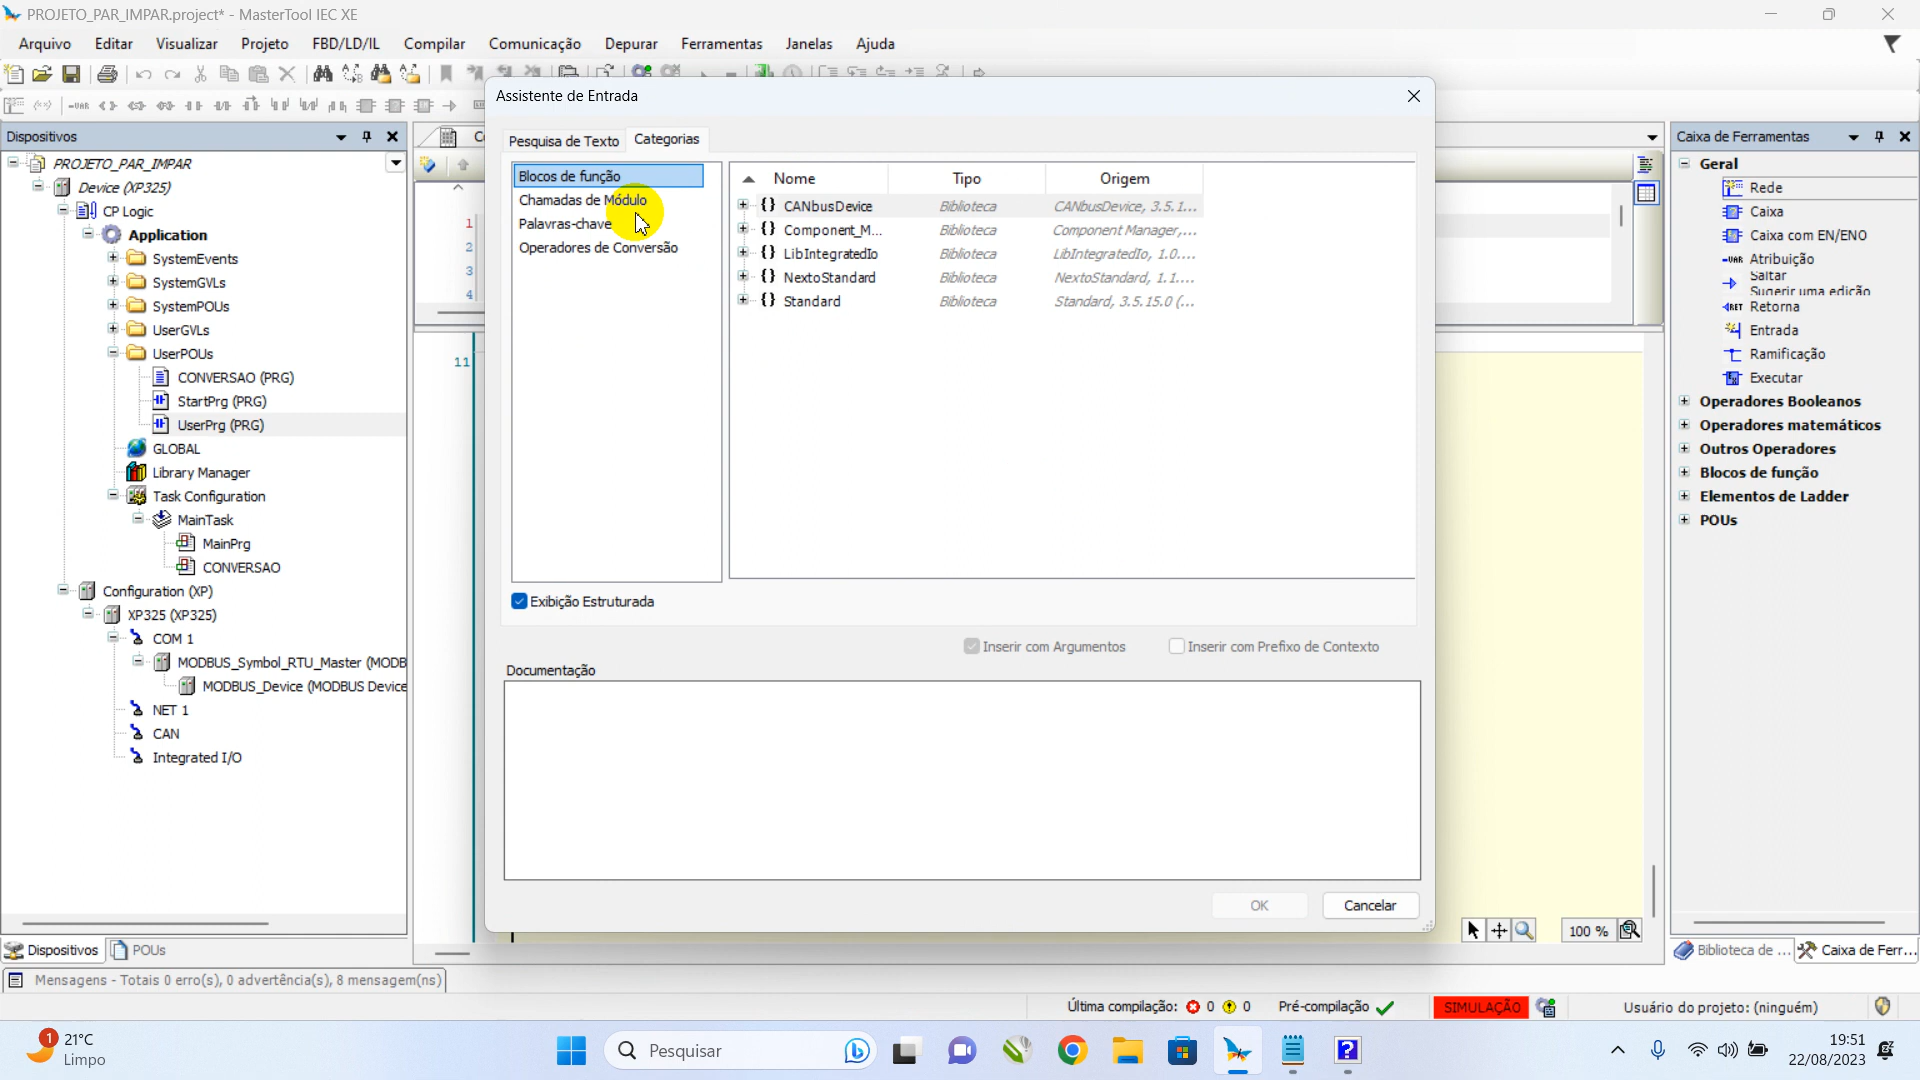 PROJETO_PAR_IMPAR.project* - MasterTool IEC XE
Arquivo Editar Visualizar Projeto FBD/LD/IL Compilar Comunicação Depurar Ferramentas Janelas Ajuda
Dispositivos
PROJETO_PAR_IMPAR
Device (XP325)
CP Logic
Application
SystemEvents
SystemGVLs
SystemPOUs
UserGVLs
UserPOUs
CONVERSAO (PRG)
StartPrg (PRG)
UserPrg (PRG)
GLOBAL
Library Manager
Task Configuration
MainTask
MainPrg
CONVERSAO
Configuration (XP)
XP325 (XP325)
COM 1
MODBUS_Symbol_RTU_Master (MODB
MODBUS_Device (MODBUS Device
NET 1
CAN
Integrated I/O
Dispositivos POUs
1
2
3
4
11
Assistente de Entrada
Pesquisa de Texto Categorias
Blocos de função
Chamadas de Módulo
Palavras-chave
Operadores de Conversão
Nome Tipo Origem
CANbusDevice Biblioteca CANbusDevice, 3.5.1...
Component_M... Biblioteca Component Manager,...
LibIntegratedIo Biblioteca LibIntegratedIo, 1.0....
NextoStandard Biblioteca NextoStandard, 1.1....
Standard Biblioteca Standard, 3.5.15.0 (...
Exibição Estruturada
Inserir com Argumentos Inserir com Prefixo de Contexto
Documentação
OK Cancelar
100 %
Caixa de Ferramentas
Geral
Rede
Caixa
Caixa com EN/ENO
Atribuição
Saltar
Sugerir uma edição
Retorna
Entrada
Ramificação
Executar
Operadores Booleanos
Operadores matemáticos
Outros Operadores
Blocos de função
Elementos de Ladder
POUs
Biblioteca de ... Caixa de Ferr...
Mensagens - Totais 0 erro(s), 0 advertência(s), 8 mensagem(ns)
Última compilação: 0 0 Pré-compilação SIMULAÇÃO Usuário do projeto: (ninguém)
1
21°C
Limpo
Pesquisar
19:51
22/08/2023